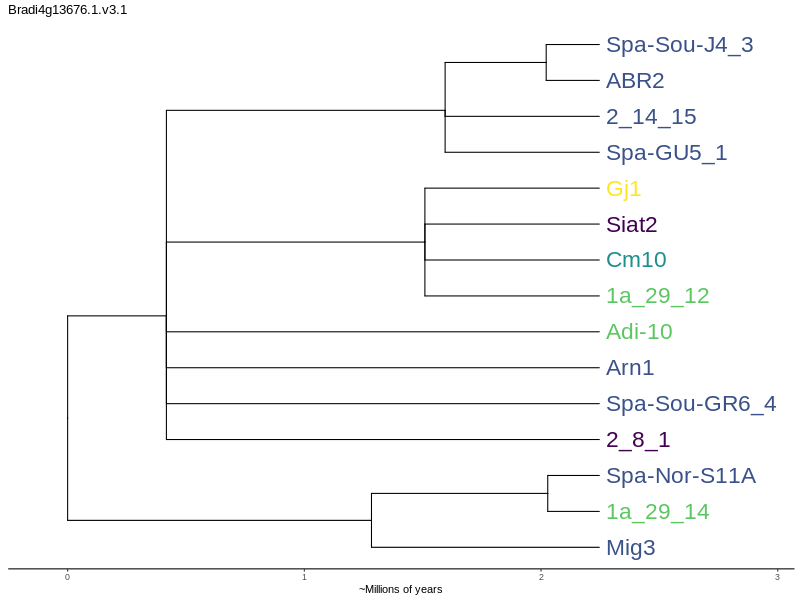 Bradi4g13676.1.v3.1
Spa-Sou-J4_3
ABR2
2_14_15
Spa-GU5_1
Gj1
Siat2
Cm10
1a_29_12
Adi-10
Arn1
Spa-Sou-GR6_4
2_8_1
Spa-Nor-S11A
1a_29_14
Mig3
0 1 2 3
~Millions of years